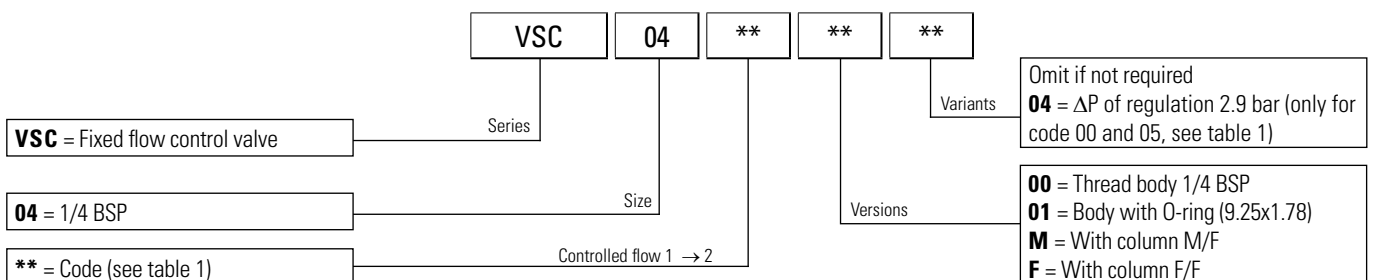 VSC 04 ** ** **
Omit if not required
04 = ΔP of regulation 2.9 bar (only for
code 00 and 05, see table 1)
Variants
Series
VSC = Fixed flow control valve
00 = Thread body 1/4 BSP
01 = Body with O-ring (9.25x1.78)
M = With column M/F
F = With column F/F
Versions
Size
04 = 1/4 BSP
Controlled flow 1 → 2
** = Code (see table 1)